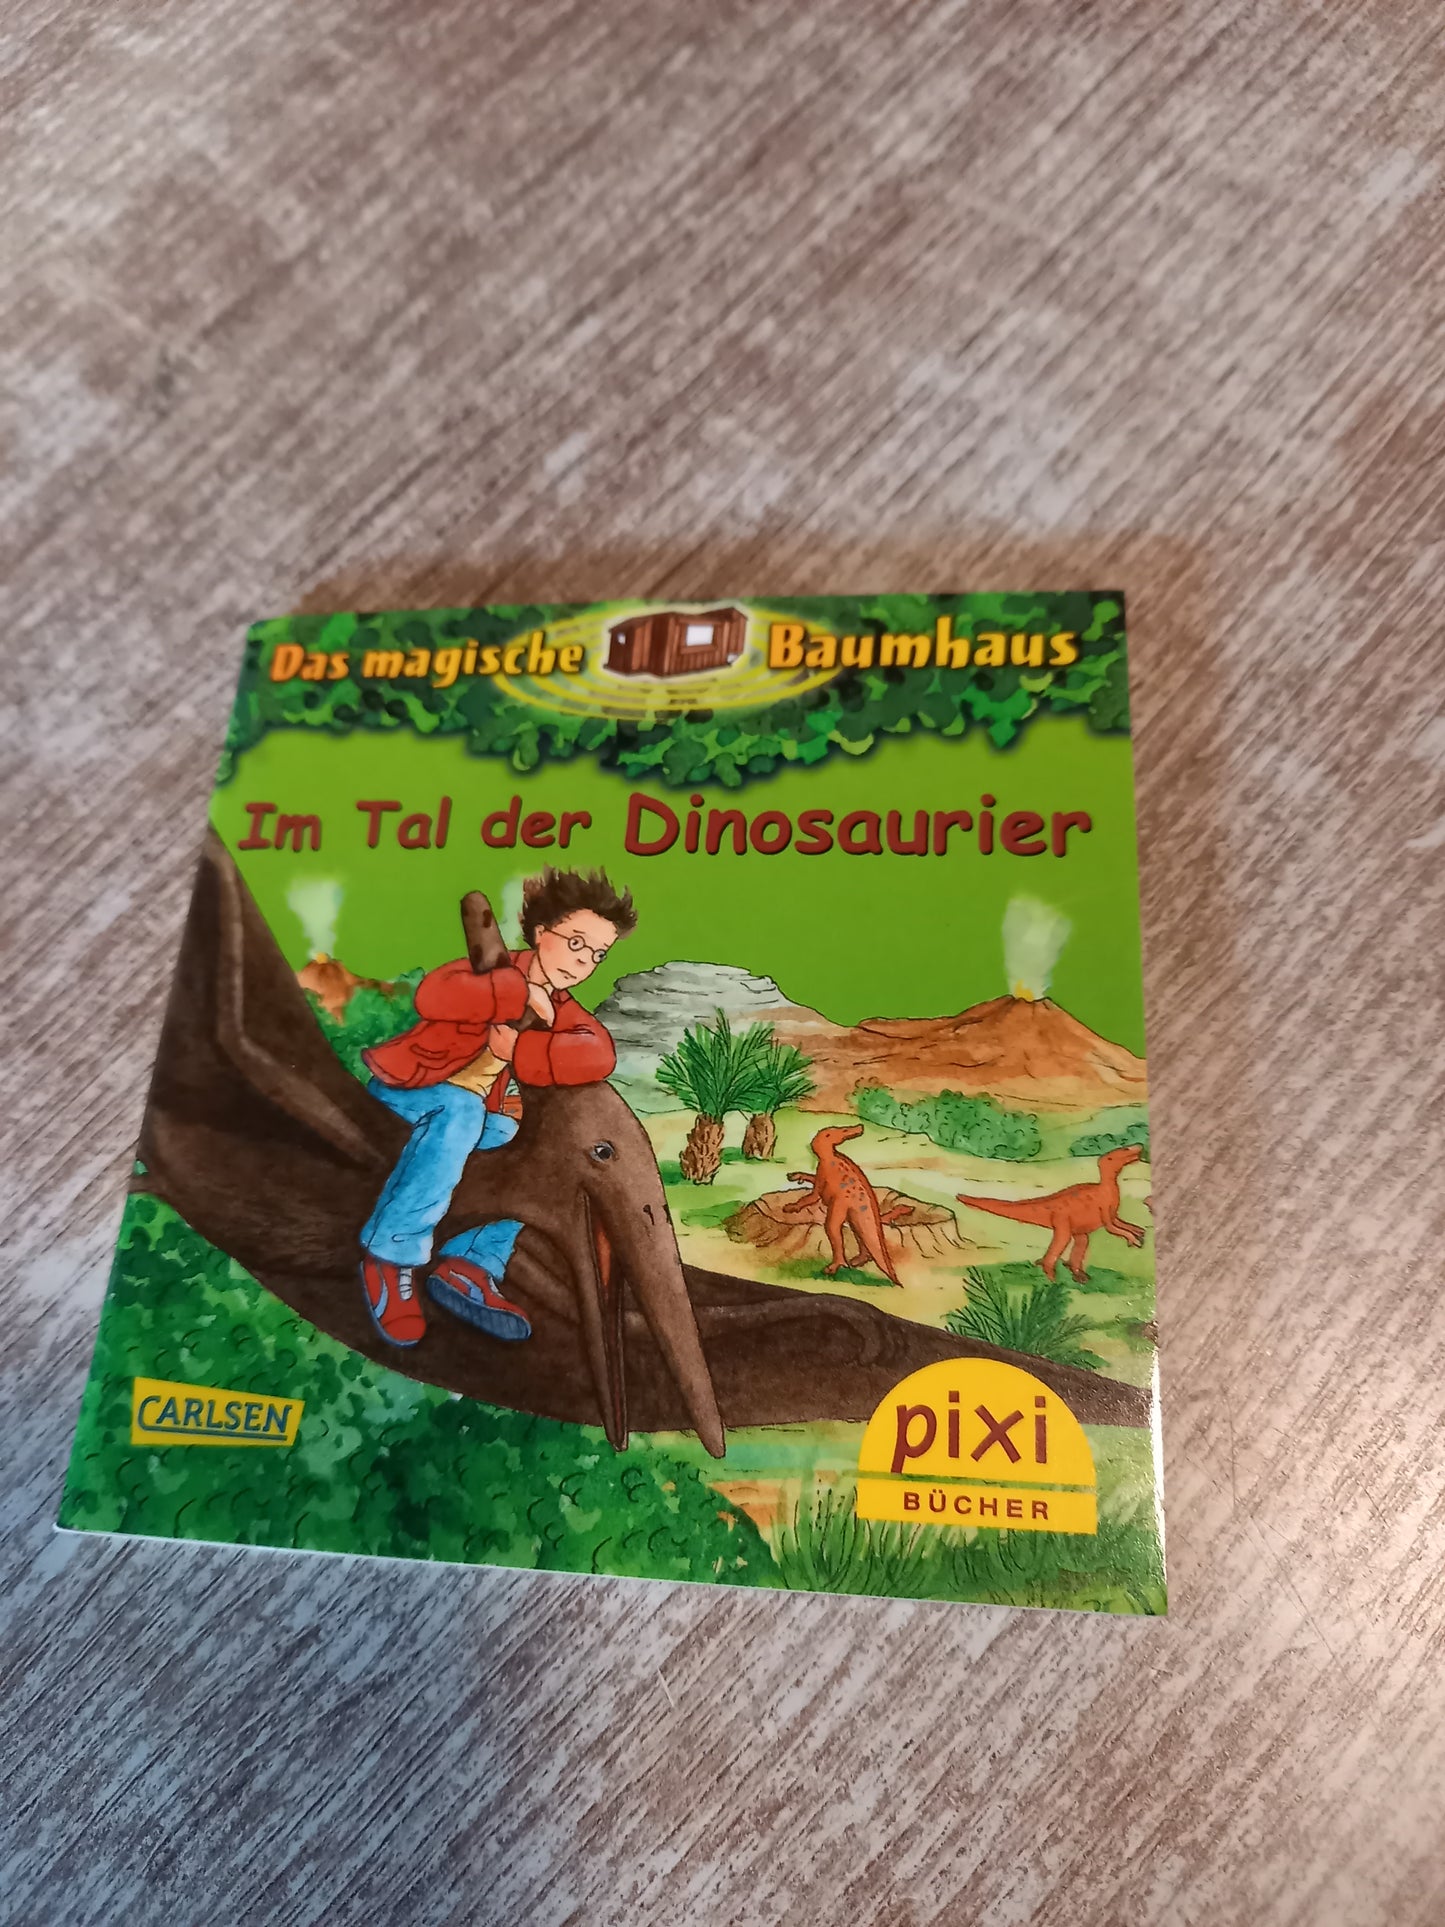 Das magische Baumhaus
Im Tal der Dinosaurier
CARLSEN
pixi
BÜCHER